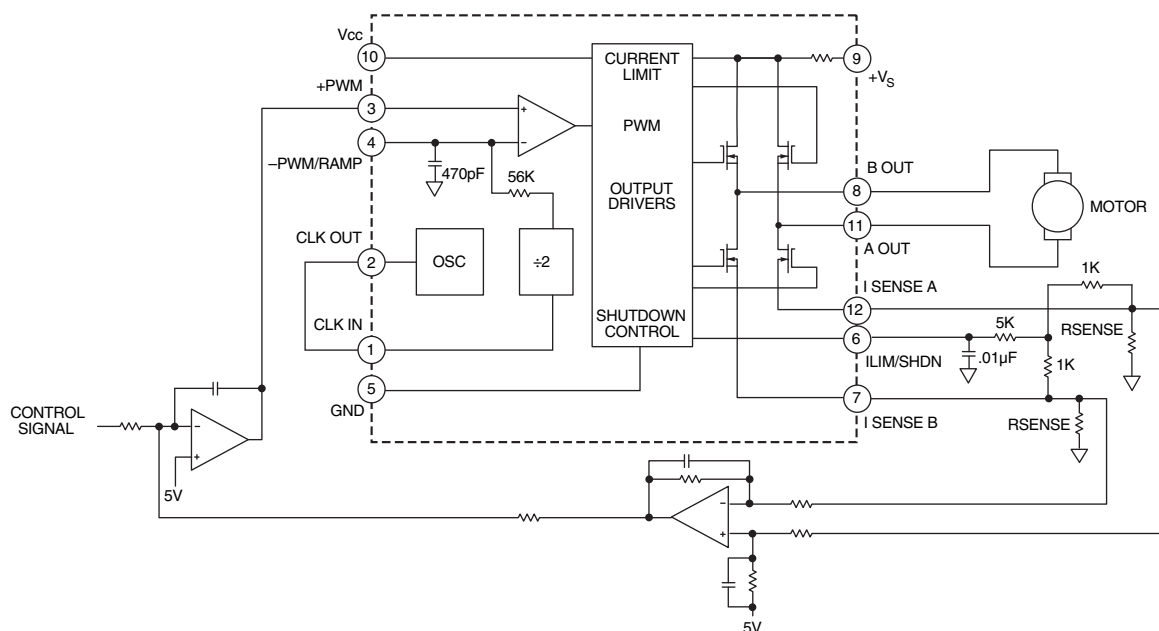 Vcc
10
+PWM
3
4
–PWM/RAMP
470pF
56K
CLK OUT
2
OSC
÷2
CLK IN
1
5
GND
CURRENT
LIMIT
PWM
OUTPUT
DRIVERS
SHUTDOWN
CONTROL
+
–
9
+VS
B OUT
8
11
A OUT
MOTOR
I SENSE A
12
1K
5K
6
ILIM/SHDN
.01µF
RSENSE
1K
7
I SENSE B
RSENSE
CONTROL
SIGNAL
–
+
5V
–
+
5V